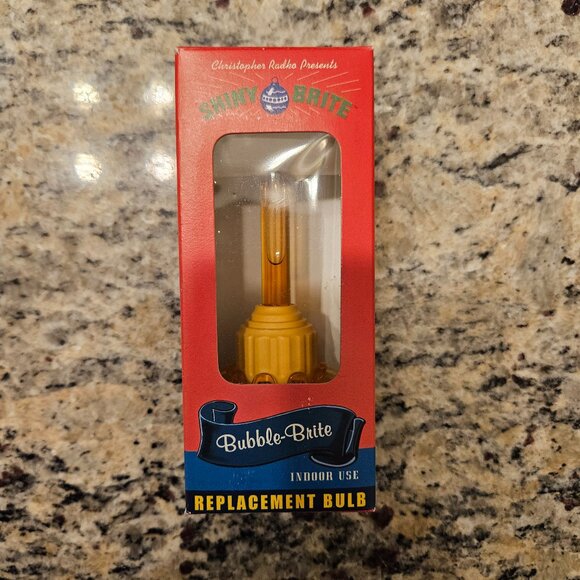 Christopher Radko Presents
SHINY BRITE
Bubble-Brite
INDOOR USE
REPLACEMENT BULB